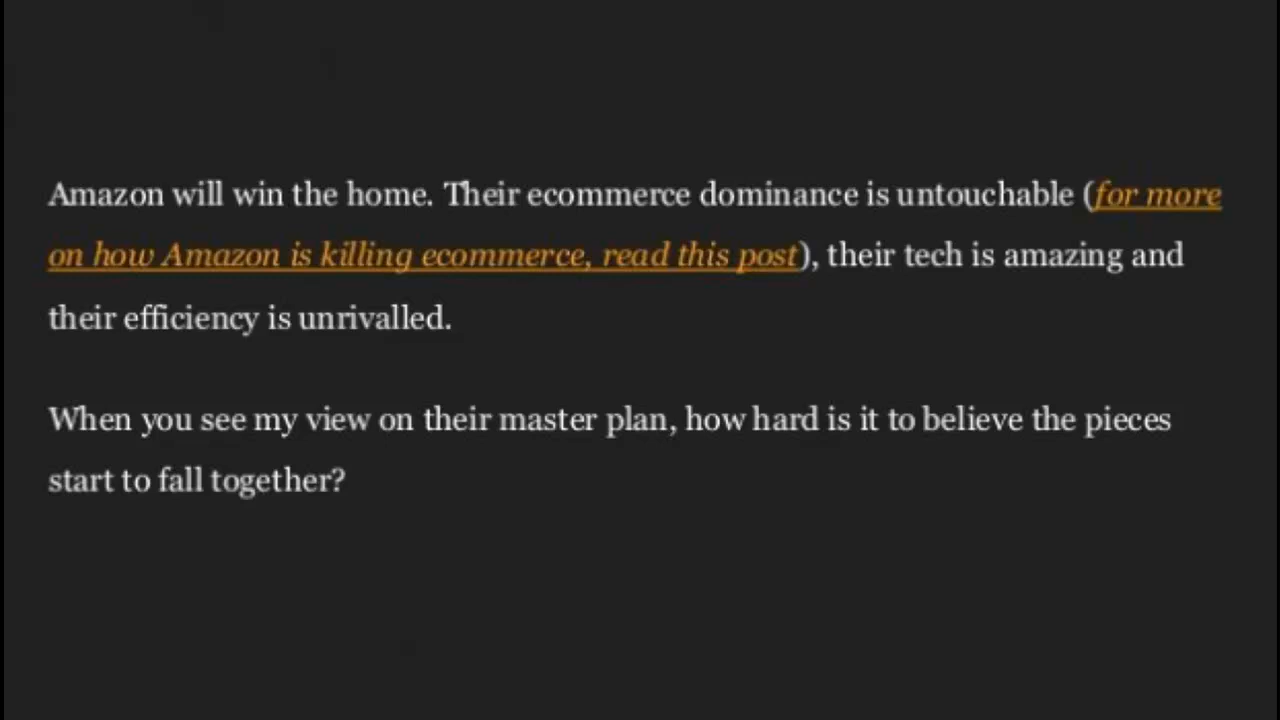 Amazon will win the home. Their ecommerce dominance is untouchable (for more
on how Amazon is killing ecommerce, read this post), their tech is amazing and
their efficiency is unrivalled.
When you see my view on their master plan, how hard is it to believe the pieces
start to fall together?